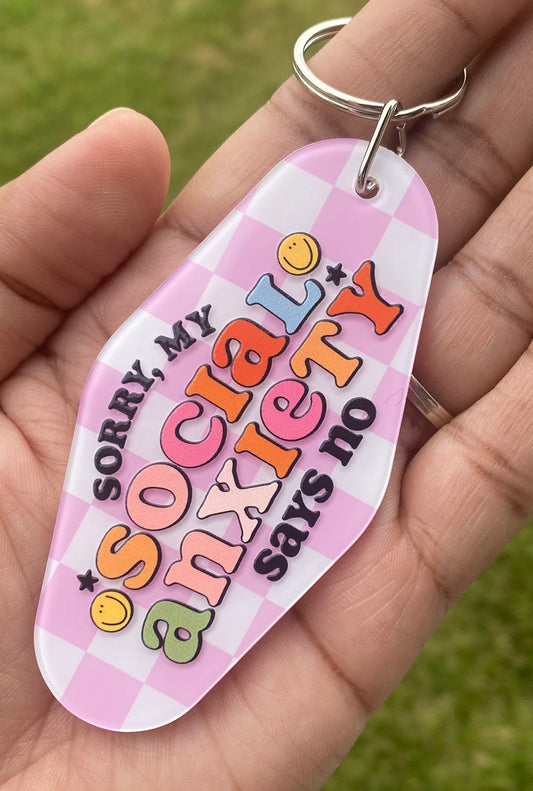 SORRY, MY
SOCIAL
anXIETY
says no